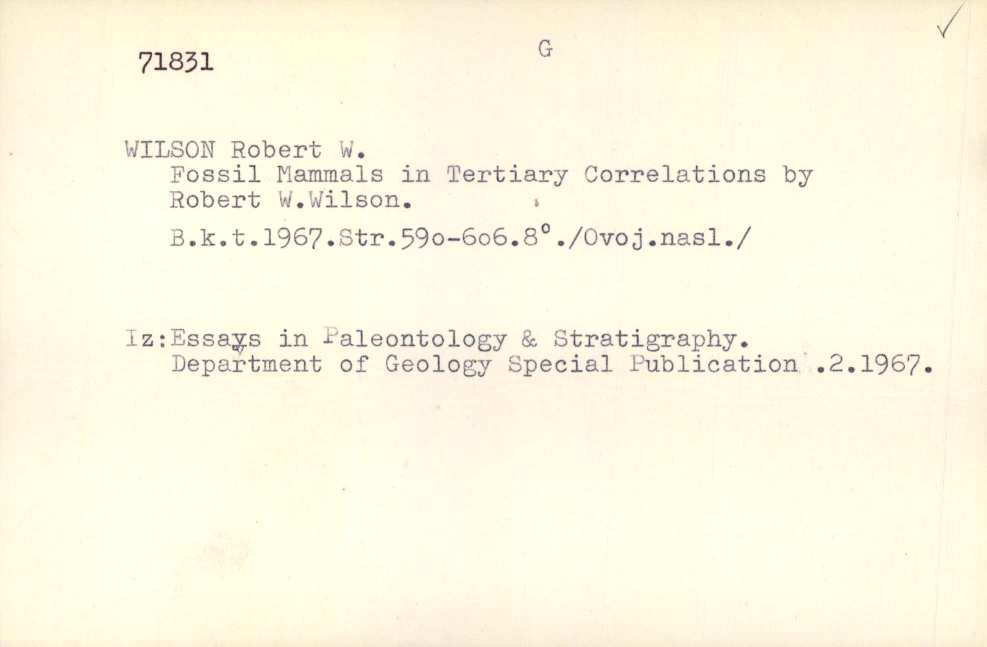 G
71831
WILSON Robert W.
Fossil Mammals in Tertiary Correlations by
Robert W.Wilson.
B.k.t.1967.Str.59o-6o6.8°./Ovoj.nasl./
Iz:Essays in Paleontology & Stratigraphy.
Department of Geology Special Publication .2.1967.